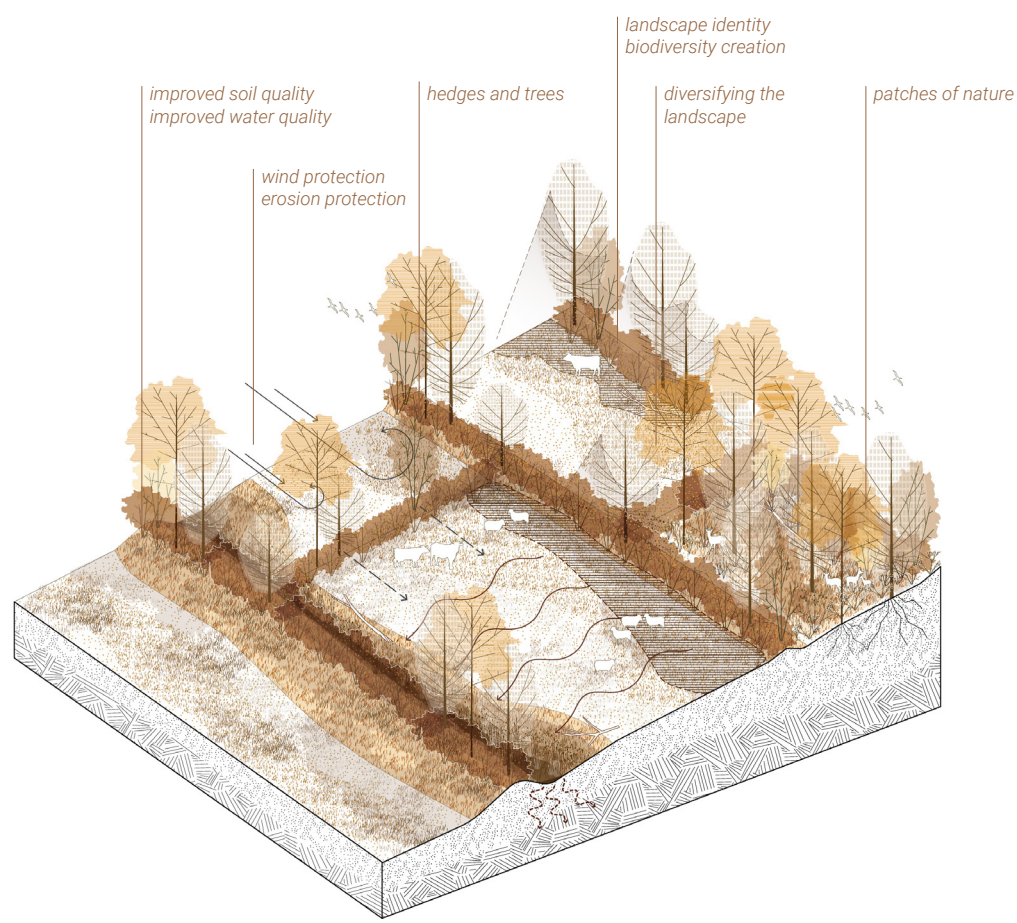 landscape identity
biodiversity creation
improved soil quality
improved water quality
hedges and trees
diversifying the
landscape
patches of nature
wind protection
erosion protection